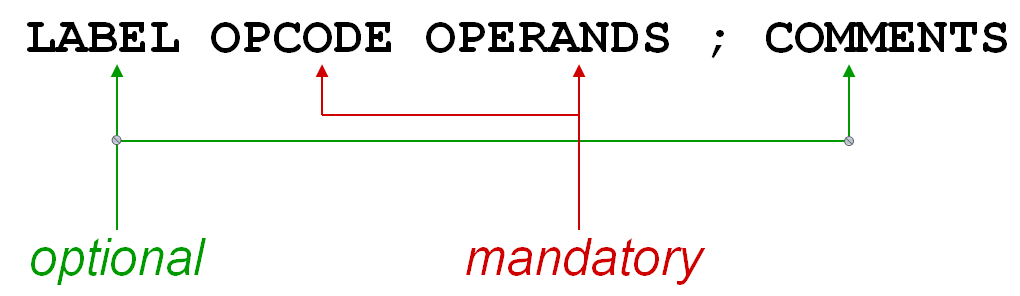 LABEL OPCODE OPERANDS ; COMMENTS
optional mandatory